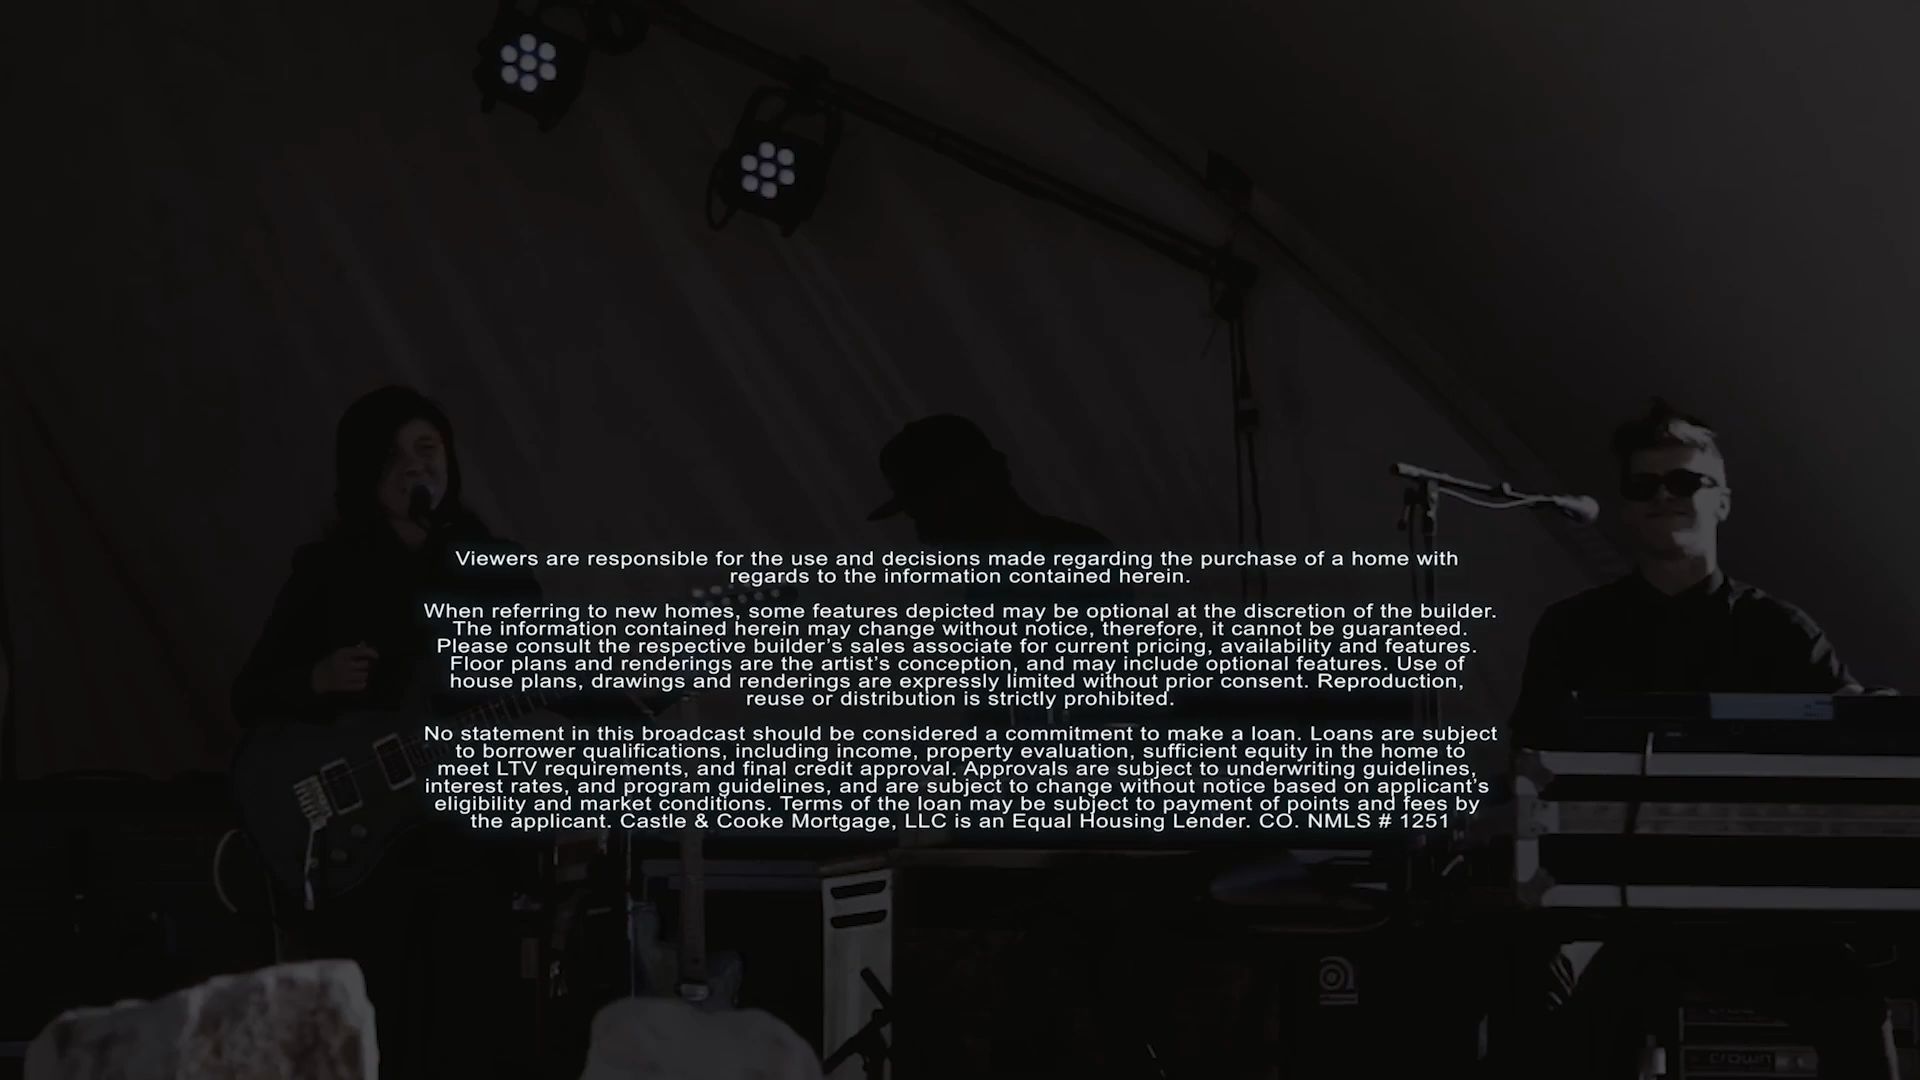 Viewers are responsible for the use and decisions made regarding the purchase of a home with
regards to the information contained herein.
When referring to new homes, some features depicted may be optional at the discretion of the builder.
The information contained herein may change without notice, therefore, it cannot be guaranteed.
Please consult the respective builder's sales associate for current pricing, availability and features.
Floor plans and renderings are the artist's conception, and may include optional features. Use of
house plans, drawings and renderings are expressly limited without prior consent. Reproduction,
reuse or distribution is strictly prohibited.
No statement in this broadcast should be considered a commitment to make a loan. Loans are subject
to borrower qualifications, including income, property evaluation, sufficient equity in the home to
meet LTV requirements, and final credit approval. Approvals are subject to underwriting guidelines,
interest rates, and program guidelines, and are subject to change without notice based on applicant's
eligibility and market conditions. Terms of the loan may be subject to payment of points and fees by
the applicant. Castle & Cooke Mortgage, LLC is an Equal Housing Lender. CO. NMLS # 1251
crown